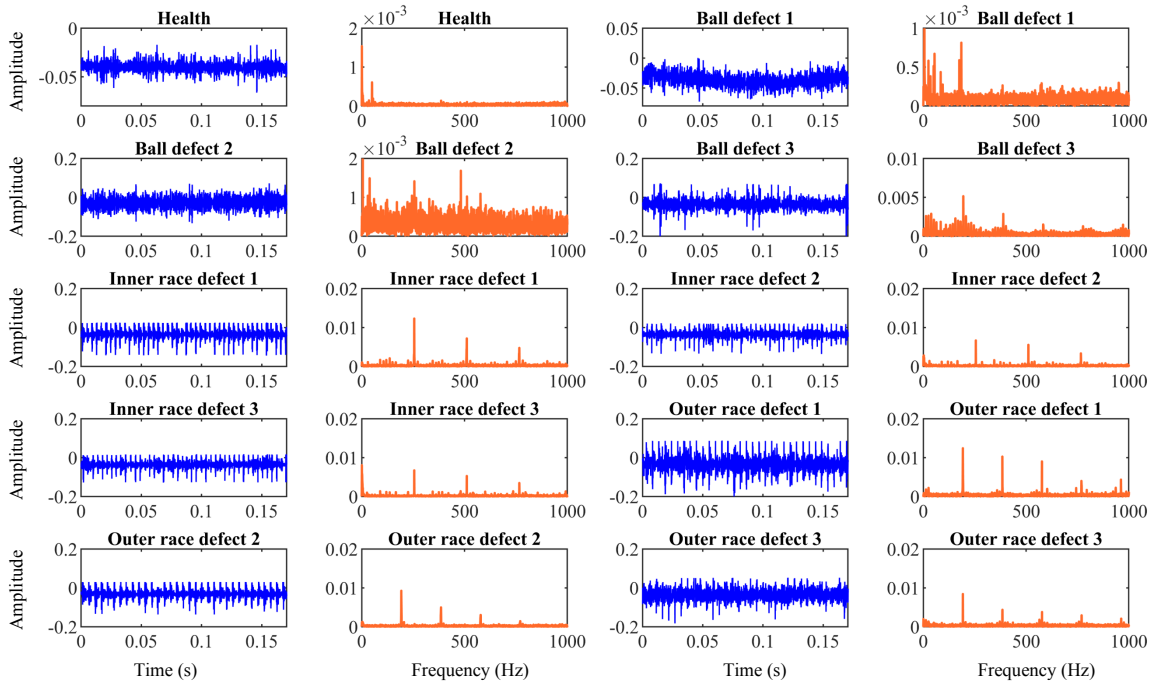 Health Health Ball defect 1 Ball defect 1
×10⁻³ ×10⁻³
Amplitude 0 -0.05 2 1 0 0.05 0 -0.05 1 0.5 0
0 0.05 0.1 0.15 0 500 1000 0 0.05 0.1 0.15 0 500 1000
Ball defect 2 Ball defect 2 Ball defect 3 Ball defect 3
×10⁻³
Amplitude 0.2 0 -0.2 2 1 0 0.2 0 -0.2 0.01 0.005 0
0 0.05 0.1 0.15 0 500 1000 0 0.05 0.1 0.15 0 500 1000
Inner race defect 1 Inner race defect 1 Inner race defect 2 Inner race defect 2
Amplitude 0.2 0 -0.2 0.02 0.01 0 0.2 0 -0.2 0.02 0.01 0
0 0.05 0.1 0.15 0 500 1000 0 0.05 0.1 0.15 0 500 1000
Inner race defect 3 Inner race defect 3 Outer race defect 1 Outer race defect 1
Amplitude 0.2 0 -0.2 0.02 0.01 0 0.2 0 -0.2 0.02 0.01 0
0 0.05 0.1 0.15 0 500 1000 0 0.05 0.1 0.15 0 500 1000
Outer race defect 2 Outer race defect 2 Outer race defect 3 Outer race defect 3
Amplitude 0.2 0 -0.2 0.02 0.01 0 0.2 0 -0.2 0.02 0.01 0
0 0.05 0.1 0.15 0 500 1000 0 0.05 0.1 0.15 0 500 1000
Time (s) Frequency (Hz) Time (s) Frequency (Hz)